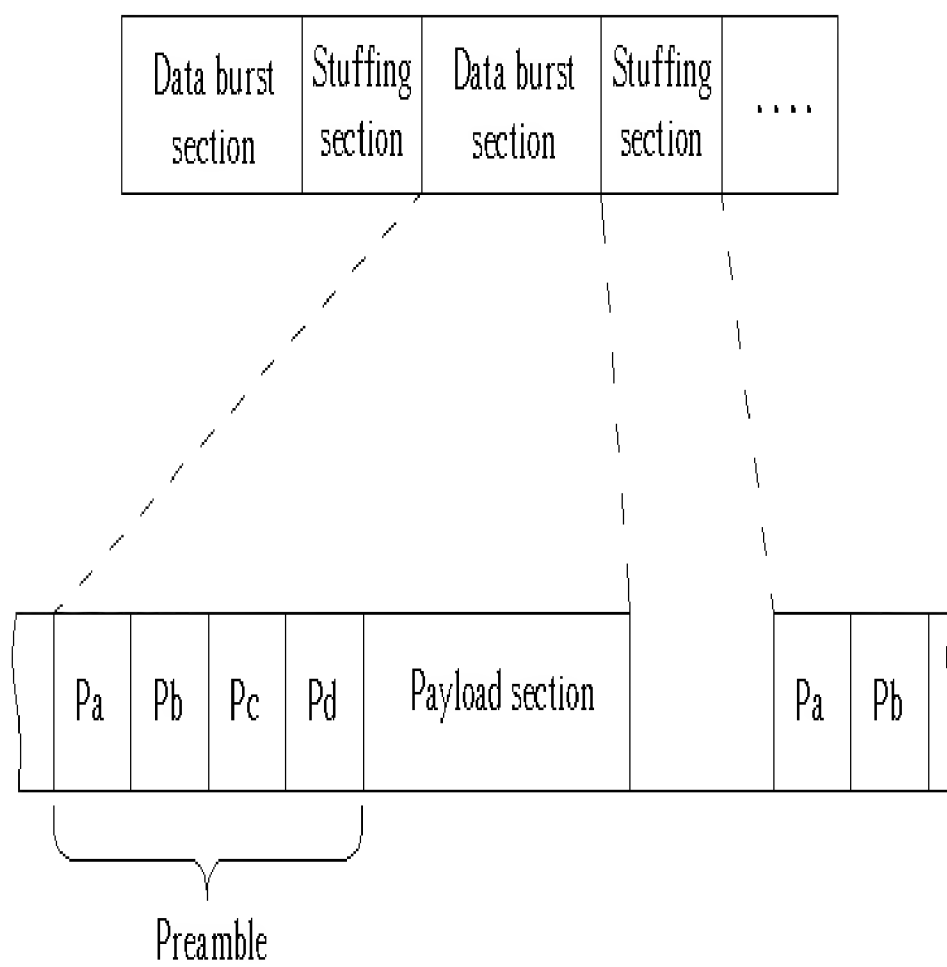 Data burst section
Stuffing section
Data burst section
Stuffing section
....
Pa Pb Pc Pd Payload section Pa Pb
Preamble